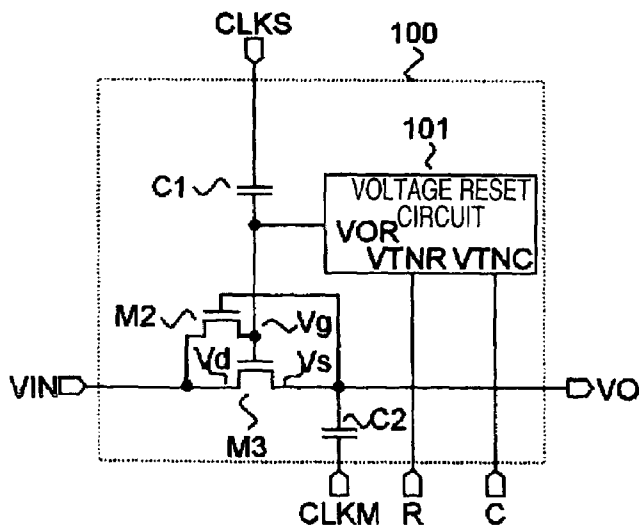 CLKS
100
101
C1
VOLTAGE RESET
CIRCUIT
VOR
VTNR VTNC
M2
Vg
Vd
Vs
VIN
VO
M3
C2
CLKM
R
C